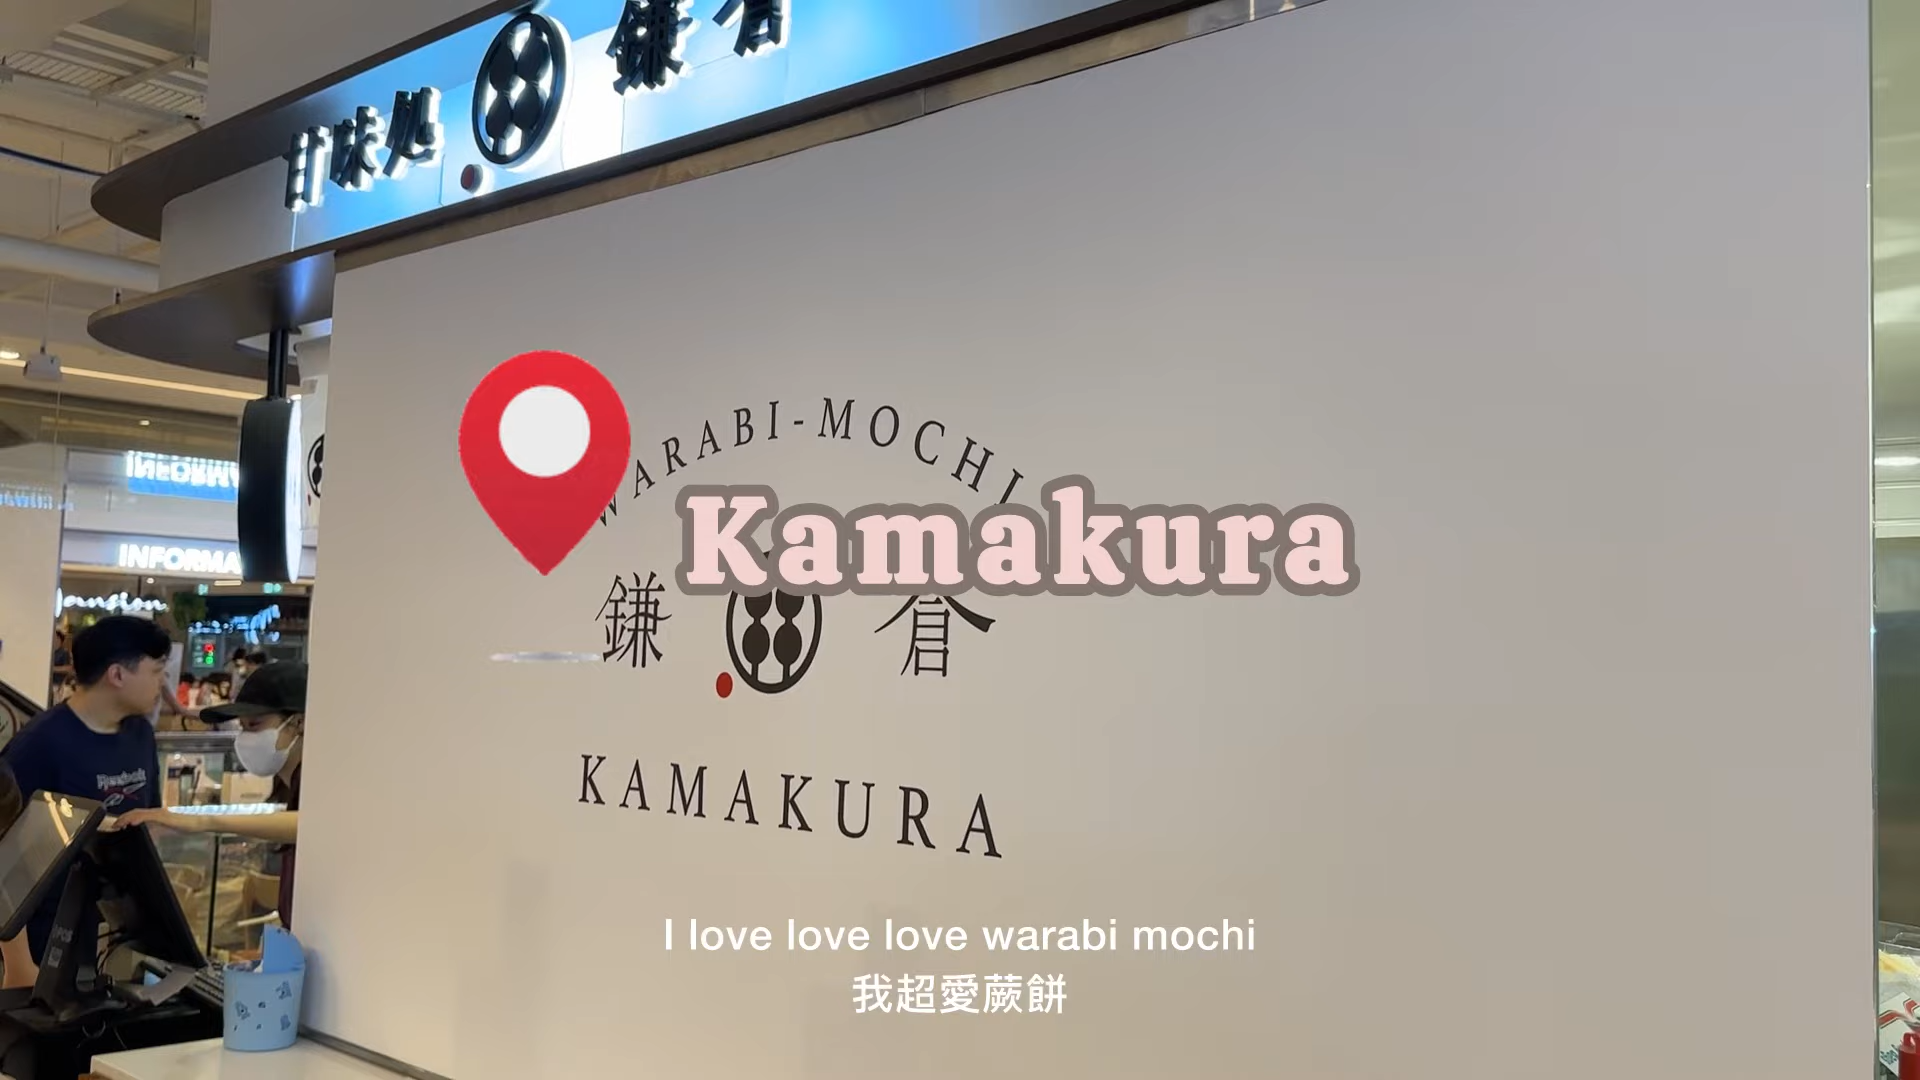 甘味処 鎌倉
INFORMA
WARABI-MOCHI
Kamakura
鎌 倉
KAMAKURA
I love love love warabi mochi
我超愛蕨餅